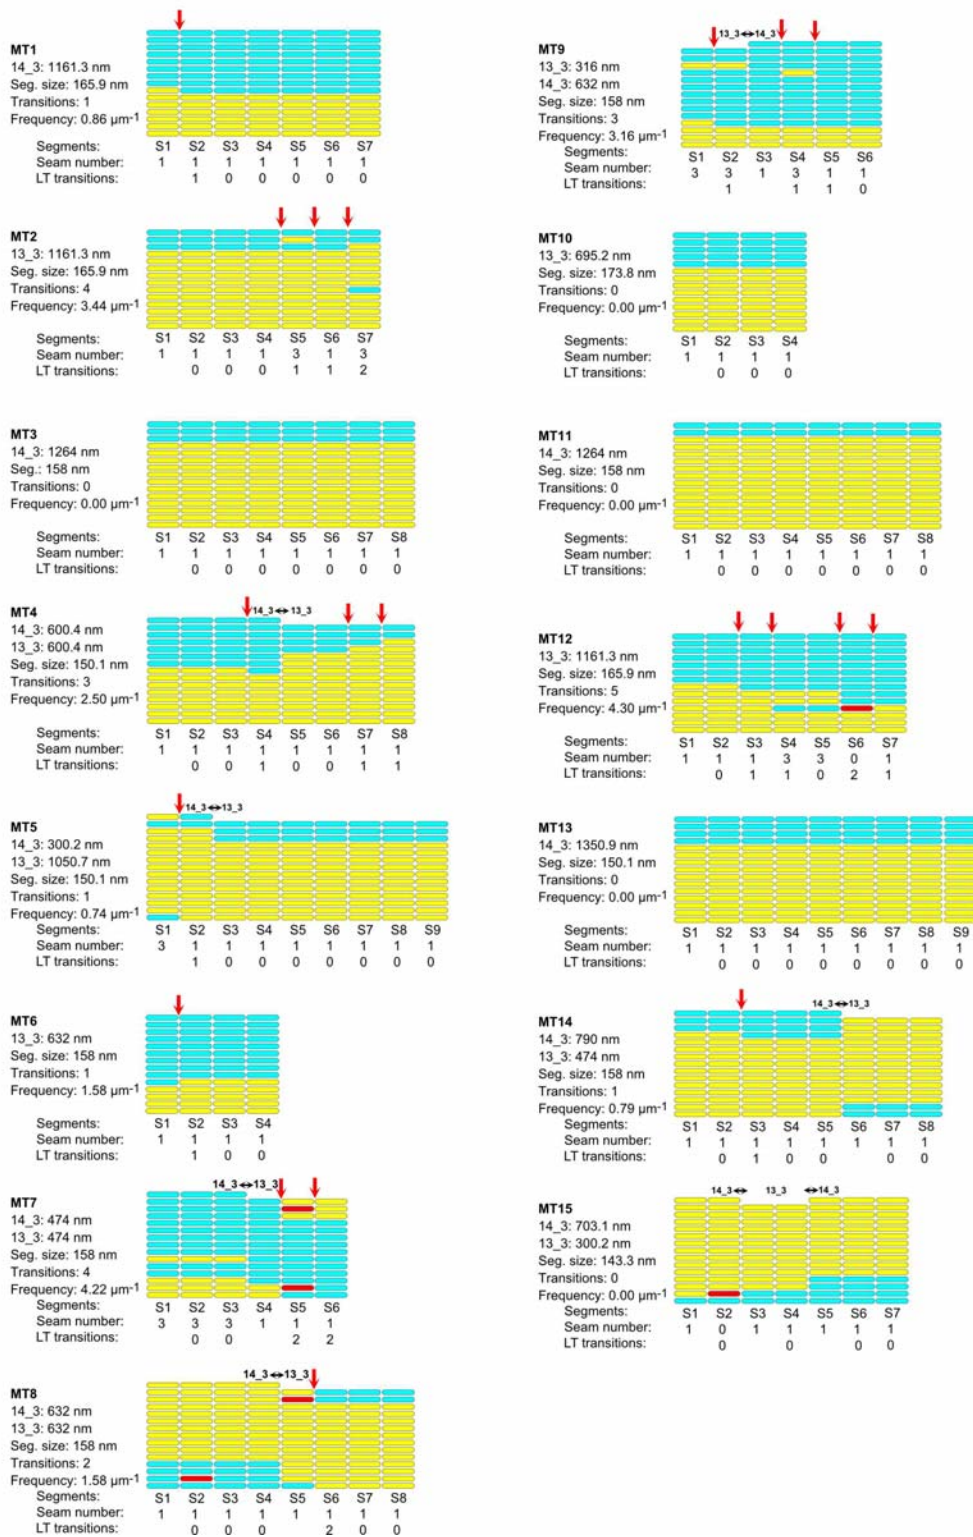 MT1
14_3: 1161.3 nm
Seg. size: 165.9 nm
Transitions: 1
Frequency: 0.86 µm-1
Segments: S1 S2 S3 S4 S5 S6 S7
Seam number: 1 1 1 1 1 1 1
LT transitions: 1 0 0 0 0 0
MT2
13_3: 1161.3 nm
Seg. size: 165.9 nm
Transitions: 4
Frequency: 3.44 µm-1
Segments: S1 S2 S3 S4 S5 S6 S7
Seam number: 1 1 1 1 3 1 3
LT transitions: 0 0 0 1 1 2
MT3
14_3: 1264 nm
Seg.: 158 nm
Transitions: 0
Frequency: 0.00 µm-1
Segments: S1 S2 S3 S4 S5 S6 S7 S8
Seam number: 1 1 1 1 1 1 1 1
LT transitions: 0 0 0 0 0 0 0
14_3↔13_3
MT4
14_3: 600.4 nm
13_3: 600.4 nm
Seg. size: 150.1 nm
Transitions: 3
Frequency: 2.50 µm-1
Segments: S1 S2 S3 S4 S5 S6 S7 S8
Seam number: 1 1 1 1 1 1 1 1
LT transitions: 0 0 1 0 0 1 1
14_3↔13_3
MT5
14_3: 300.2 nm
13_3: 1050.7 nm
Seg. size: 150.1 nm
Transitions: 1
Frequency: 0.74 µm-1
Segments: S1 S2 S3 S4 S5 S6 S7 S8 S9
Seam number: 3 1 1 1 1 1 1 1 1
LT transitions: 1 0 0 0 0 0 0 0
MT6
13_3: 632 nm
Seg. size: 158 nm
Transitions: 1
Frequency: 1.58 µm-1
Segments: S1 S2 S3 S4
Seam number: 1 1 1 1
LT transitions: 1 0 0
14_3↔13_3
MT7
14_3: 474 nm
13_3: 474 nm
Seg. size: 158 nm
Transitions: 4
Frequency: 4.22 µm-1
Segments: S1 S2 S3 S4 S5 S6
Seam number: 3 3 3 1 1 1
LT transitions: 0 0 2 2
14_3↔13_3
MT8
14_3: 632 nm
13_3: 632 nm
Seg. size: 158 nm
Transitions: 2
Frequency: 1.58 µm-1
Segments: S1 S2 S3 S4 S5 S6 S7 S8
Seam number: 1 1 1 1 1 1 1 1
LT transitions: 0 0 0 2 0 0
13_3↔14_3
MT9
13_3: 316 nm
14_3: 632 nm
Seg. size: 158 nm
Transitions: 3
Frequency: 3.16 µm-1
Segments: S1 S2 S3 S4 S5 S6
Seam number: 3 3 1 3 1 1
LT transitions: 1 1 1 0
MT10
13_3: 695.2 nm
Seg. size: 173.8 nm
Transitions: 0
Frequency: 0.00 µm-1
Segments: S1 S2 S3 S4
Seam number: 1 1 1 1
LT transitions: 0 0 0
MT11
14_3: 1264 nm
Seg. size: 158 nm
Transitions: 0
Frequency: 0.00 µm-1
Segments: S1 S2 S3 S4 S5 S6 S7 S8
Seam number: 1 1 1 1 1 1 1 1
LT transitions: 0 0 0 0 0 0 0
MT12
13_3: 1161.3 nm
Seg. size: 165.9 nm
Transitions: 5
Frequency: 4.30 µm-1
Segments: S1 S2 S3 S4 S5 S6 S7
Seam number: 1 1 1 3 3 0 1
LT transitions: 0 1 1 0 2 1
MT13
14_3: 1350.9 nm
Seg. size: 150.1 nm
Transitions: 0
Frequency: 0.00 µm-1
Segments: S1 S2 S3 S4 S5 S6 S7 S8 S9
Seam number: 1 1 1 1 1 1 1 1 1
LT transitions: 0 0 0 0 0 0 0 0
14_3↔13_3
MT14
14_3: 790 nm
13_3: 474 nm
Seg. size: 158 nm
Transitions: 1
Frequency: 0.79 µm-1
Segments: S1 S2 S3 S4 S5 S6 S7 S8
Seam number: 1 1 1 1 1 1 1 1
LT transitions: 0 1 0 0 0 0
14_3↔ 13_3 ↔14_3
MT15
14_3: 703.1 nm
13_3: 300.2 nm
Seg. size: 143.3 nm
Transitions: 0
Frequency: 0.00 µm-1
Segments: S1 S2 S3 S4 S5 S6 S7
Seam number: 1 0 1 1 1 1 1
LT transitions: 0 0 0 0